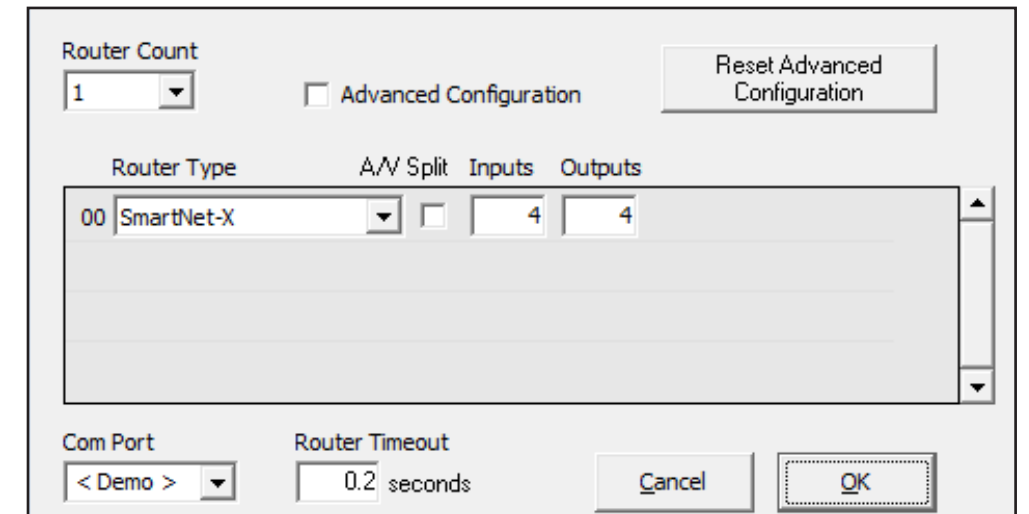 Router Count
1
Advanced Configuration
Reset Advanced
Configuration
Router Type A/V Split Inputs Outputs
00 SmartNet-X 4 4
Com Port
< Demo >
Router Timeout
0.2 seconds
Cancel
OK